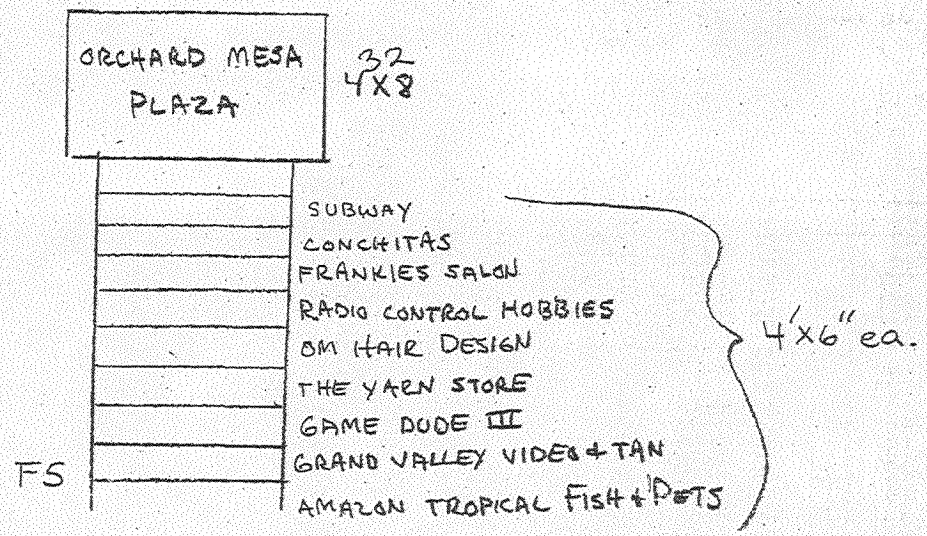 ORCHARD MESA
PLAZA
32
4X8
SUBWAY
CONCHITAS
FRANKIES SALON
RADIO CONTROL HOBBIES
OM HAIR DESIGN
THE YARN STORE
GAME DUDE III
GRAND VALLEY VIDEO & TAN
AMAZON TROPICAL FISH & PETS
4'X6" ea.
FS